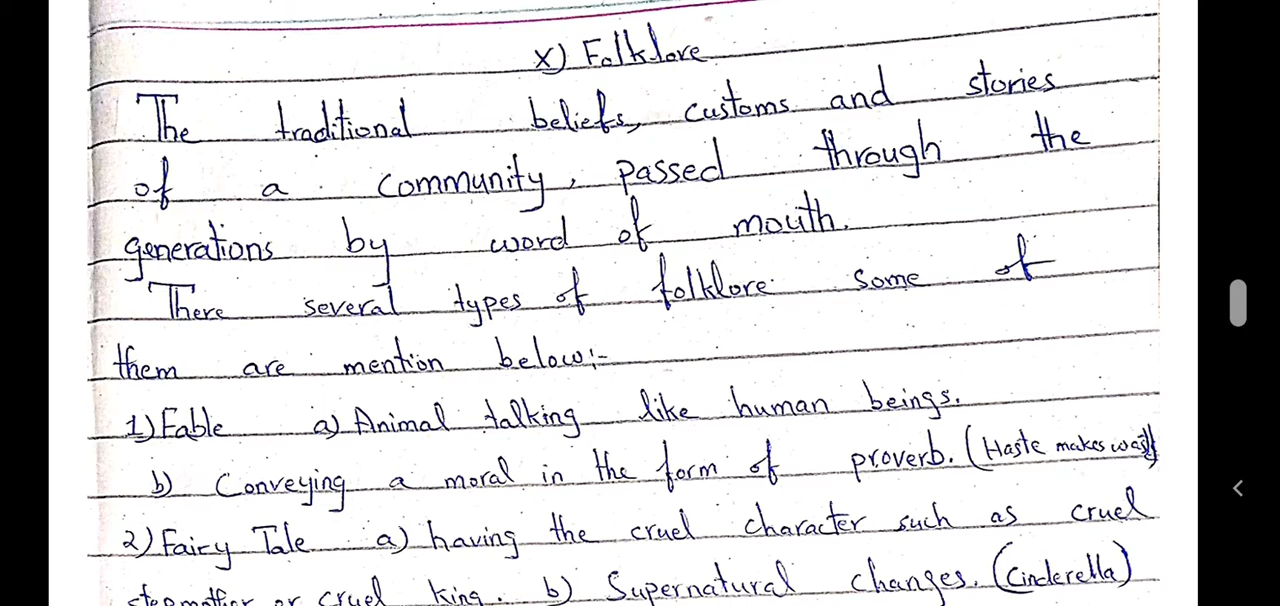 x) Folklore
The traditional beliefs, customs and stories
of a community, passed through the
generations by word of mouth.
There several types of folklore some of
them are mention below:-
1) Fable a) Animal talking like human beings.
b) Conveying a moral in the form of proverb. (Haste makes waste)
2) Fairy Tale a) having the cruel character such as cruel
stepmother or cruel king. b) Supernatural changes. (Cinderella)